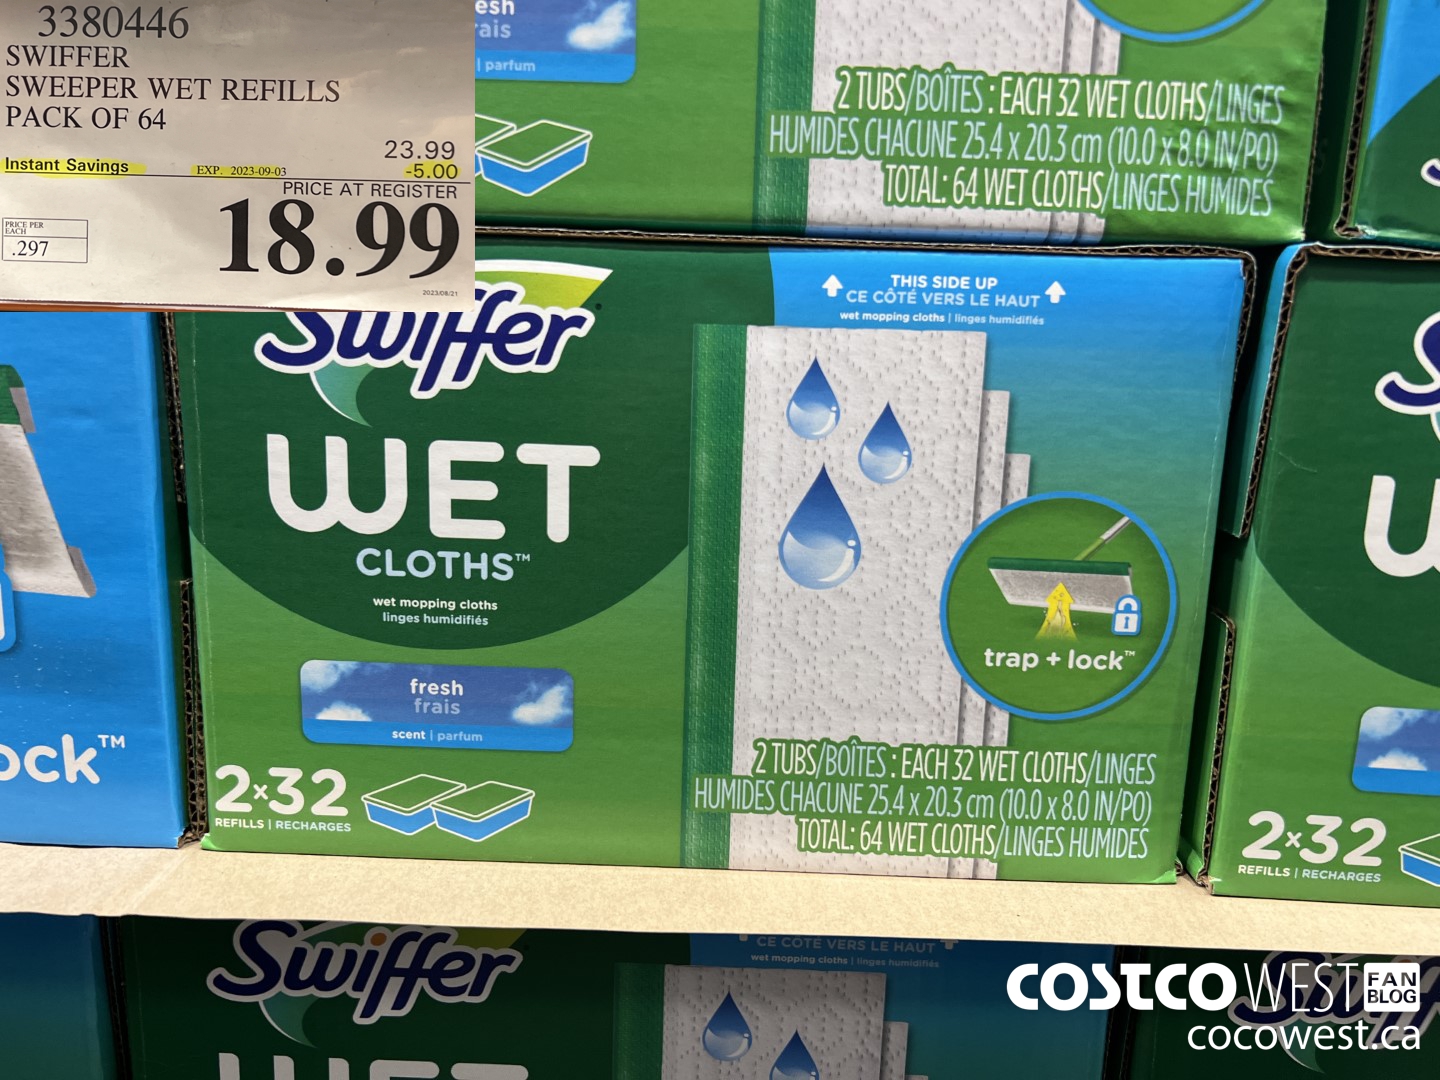 3380446
SWIFFER
SWEEPER WET REFILLS
PACK OF 64
23.99
Instant Savings EXP. 2023-09-03 -5.00
PRICE AT REGISTER
18.99
PRICE PER
EACH
.297
2023/08/21
esh
ais
| parfum
2 TUBS/BOÎTES : EACH 32 WET CLOTHS/LINGES
HUMIDES CHACUNE 25.4 x 20.3 cm (10.0 x 8.0 IN/PO)
TOTAL: 64 WET CLOTHS/LINGES HUMIDES
THIS SIDE UP
CE CÔTÉ VERS LE HAUT
wet mopping cloths | linges humidifiés
Swiffer
WET
CLOTHS™
wet mopping cloths
linges humidifiés
fresh
frais
scent | parfum
trap + lock™
2x32
REFILLS | RECHARGES
2 TUBS/BOÎTES : EACH 32 WET CLOTHS/LINGES
HUMIDES CHACUNE 25.4 x 20.3 cm (10.0 x 8.0 IN/PO)
TOTAL: 64 WET CLOTHS/LINGES HUMIDES
ock™
2x32
REFILLS | RECHARGES
Swiffer
WET
CE CÔTÉ VERS LE HAUT
wet mopping cloths | linges humidifiés
COSTCO WEST FAN BLOG
cocowest.ca